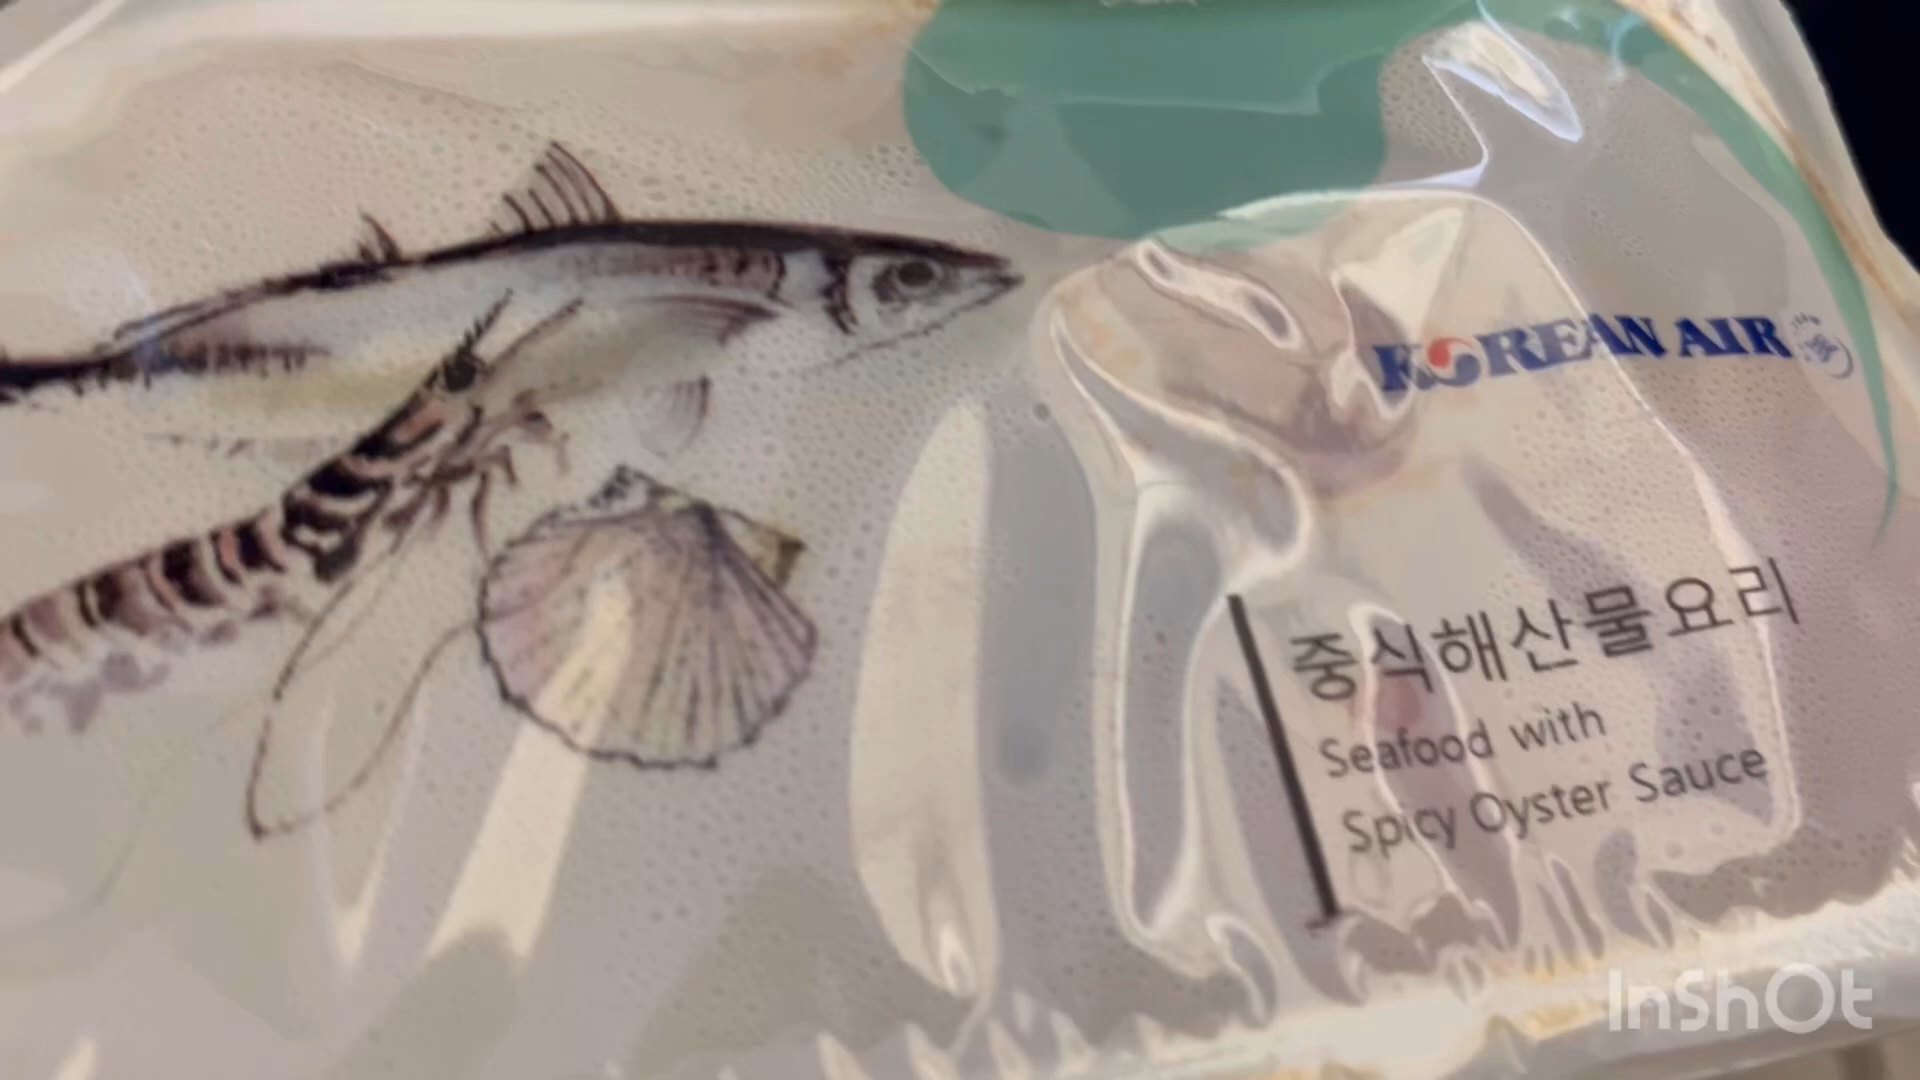 KOREAN AIR
중식해산물요리
Seafood with
Spicy Oyster Sauce
InShOt